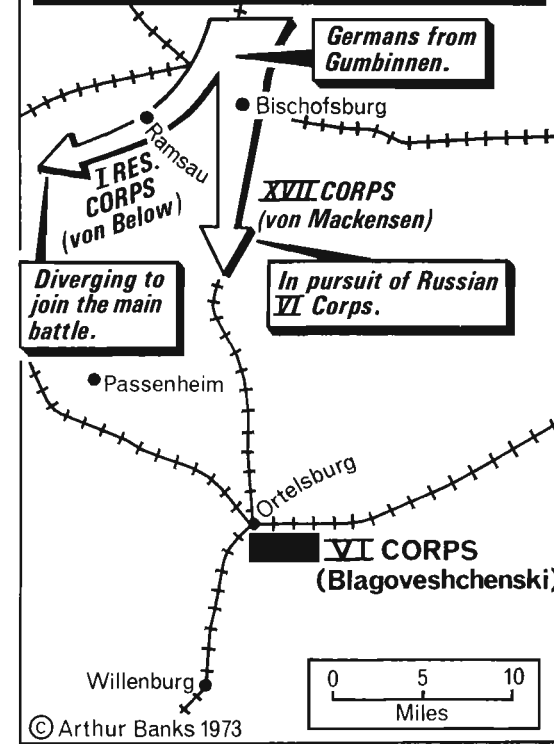 Germans from
Gumbinnen.
Bischofsburg
Ramsau
I RES.
CORPS
(von Below)
XVII CORPS
(von Mackensen)
Diverging to
join the main
battle.
In pursuit of Russian
VI Corps.
Passenheim
Ortelsburg
VI CORPS
(Blagoveshchenski)
Willenburg
0 5 10
Miles
© Arthur Banks 1973